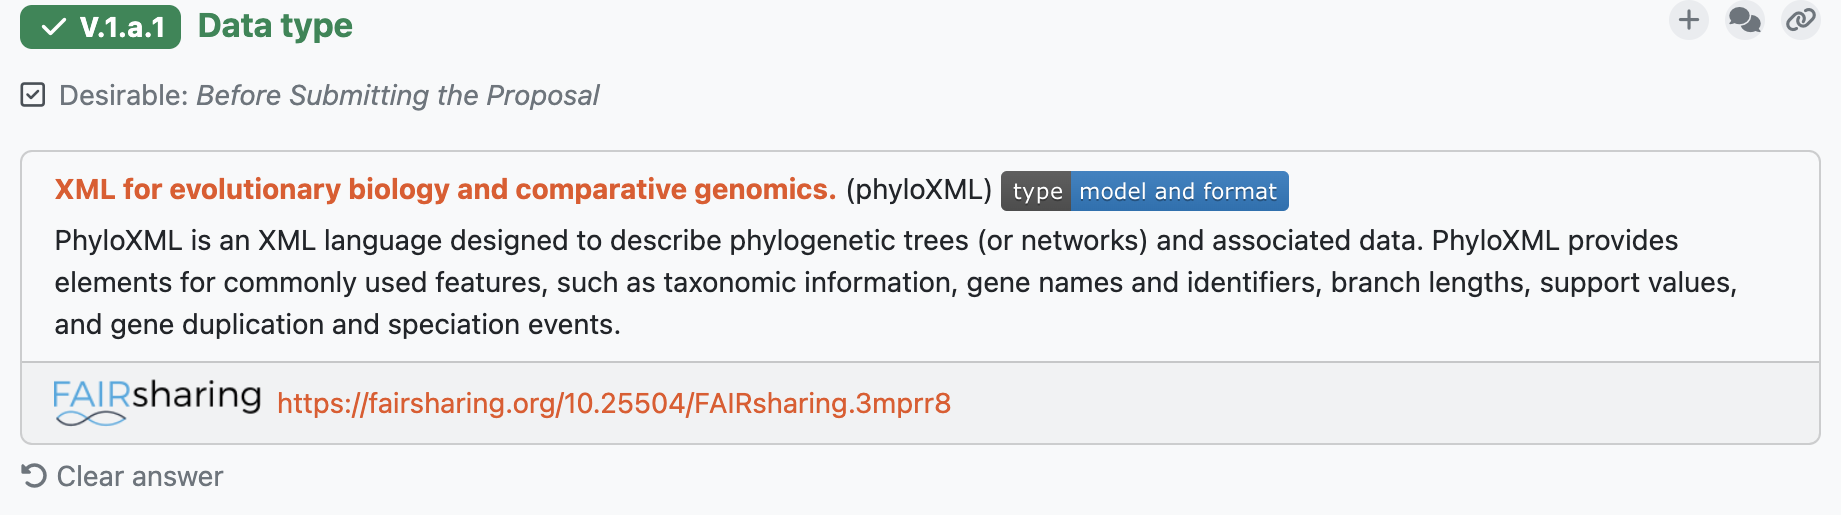 V.1.a.1 Data type
Desirable: Before Submitting the Proposal
XML for evolutionary biology and comparative genomics. (phyloXML) type model and format
PhyloXML is an XML language designed to describe phylogenetic trees (or networks) and associated data. PhyloXML provides
elements for commonly used features, such as taxonomic information, gene names and identifiers, branch lengths, support values,
and gene duplication and speciation events.
FAIRsharing https://fairsharing.org/10.25504/FAIRsharing.3mprr8
Clear answer